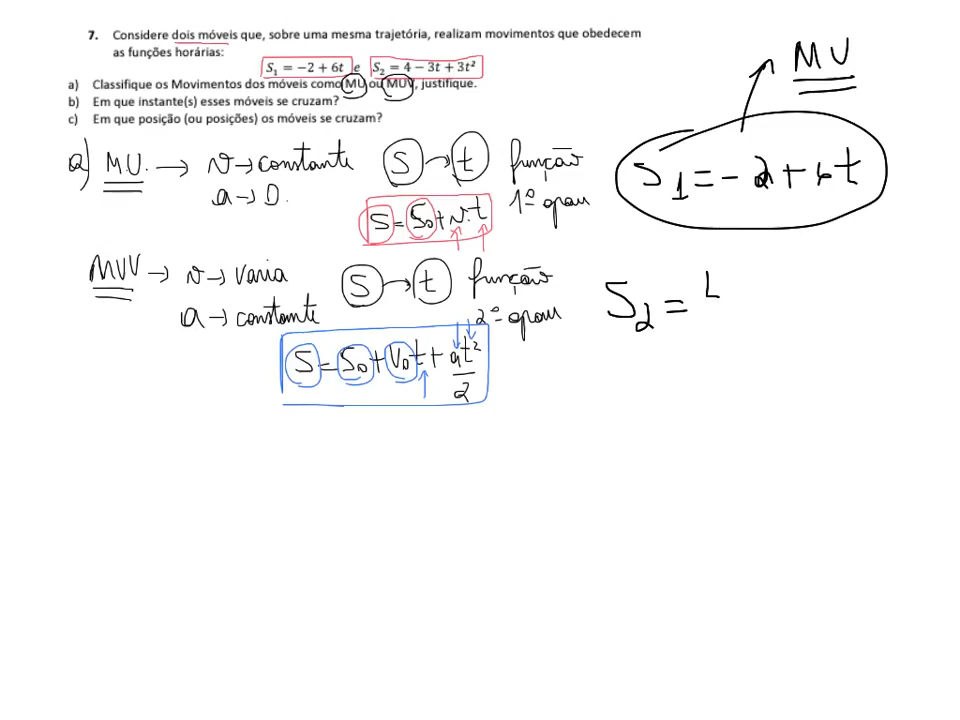 7. Considere dois móveis que, sobre uma mesma trajetória, realizam movimentos que obedecem
as funções horárias:
S₁ = −2 + 6t e S₂ = 4 − 3t + 3t²
a) Classifique os Movimentos dos móveis como MU ou MUV, justifique.
b) Em que instante(s) esses móveis se cruzam?
c) Em que posição (ou posições) os móveis se cruzam?
MU
S₁ = -2 + 6t
a) MU. → v → constante S → t função
a → 0. 1º grau
S = S₀ + v.t
MUV → v → varia S → t função
a → constante 2º grau
S₂ =
S = S₀ + V₀t + at²/2